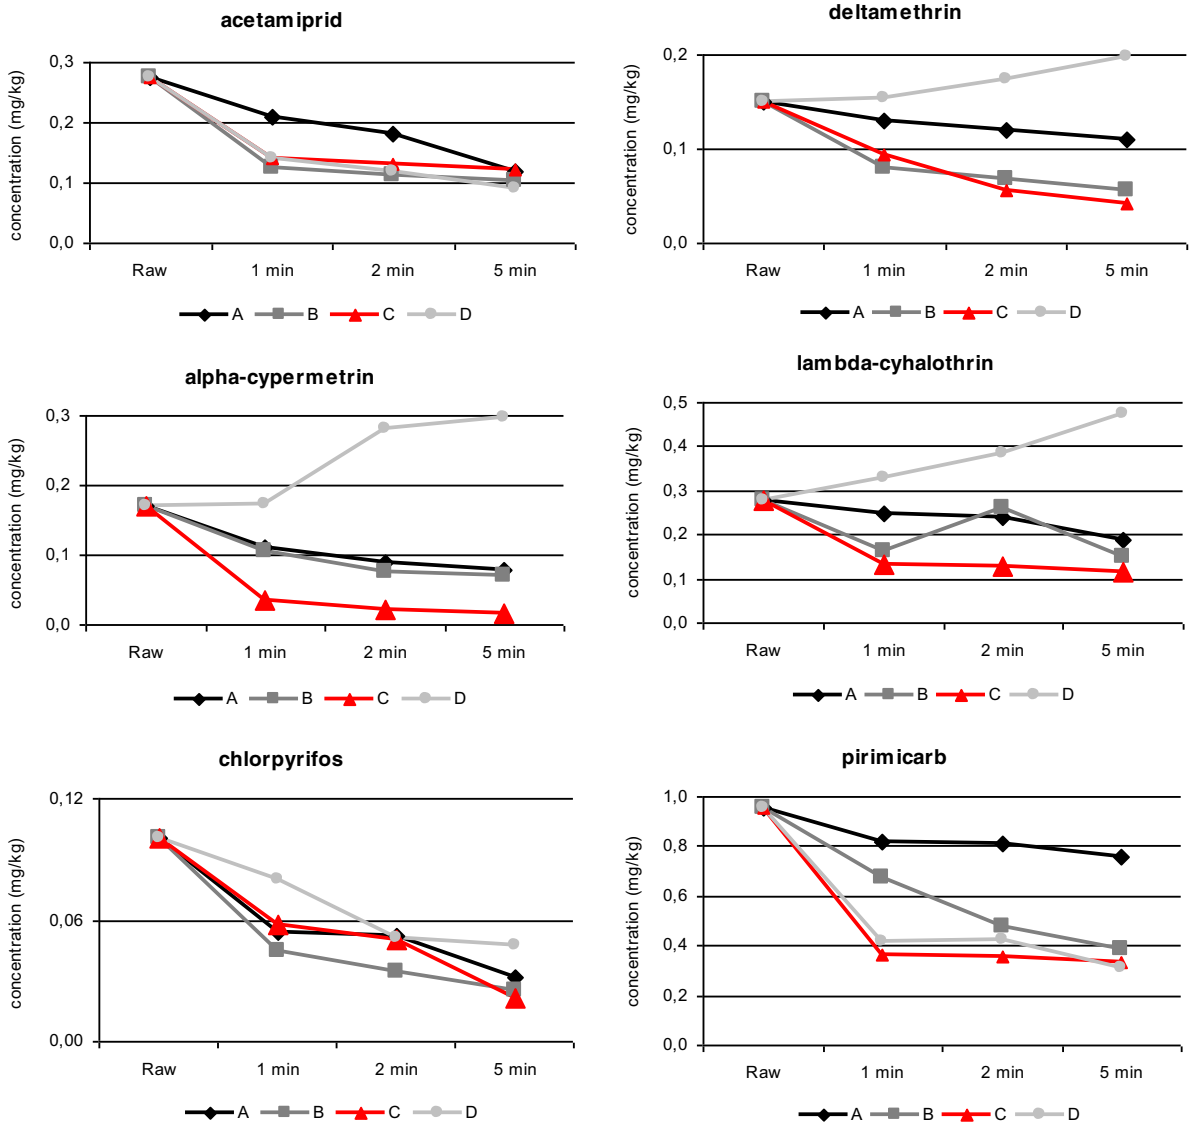 acetamiprid
concentration (mg/kg)
0,3
0,2
0,1
0,0
Raw 1 min 2 min 5 min
A B C D
deltamethrin
concentration (mg/kg)
0,2
0,1
0,0
Raw 1 min 2 min 5 min
A B C D
alpha-cypermetrin
concentration (mg/kg)
0,3
0,2
0,1
0,0
Raw 1 min 2 min 5 min
A B C D
lambda-cyhalothrin
concentration (mg/kg)
0,5
0,4
0,3
0,2
0,1
0,0
Raw 1 min 2 min 5 min
A B C D
chlorpyrifos
concentration (mg/kg)
0,12
0,06
0,00
Raw 1 min 2 min 5 min
A B C D
pirimicarb
concentration (mg/kg)
1,0
0,8
0,6
0,4
0,2
0,0
Raw 1 min 2 min 5 min
A B C D